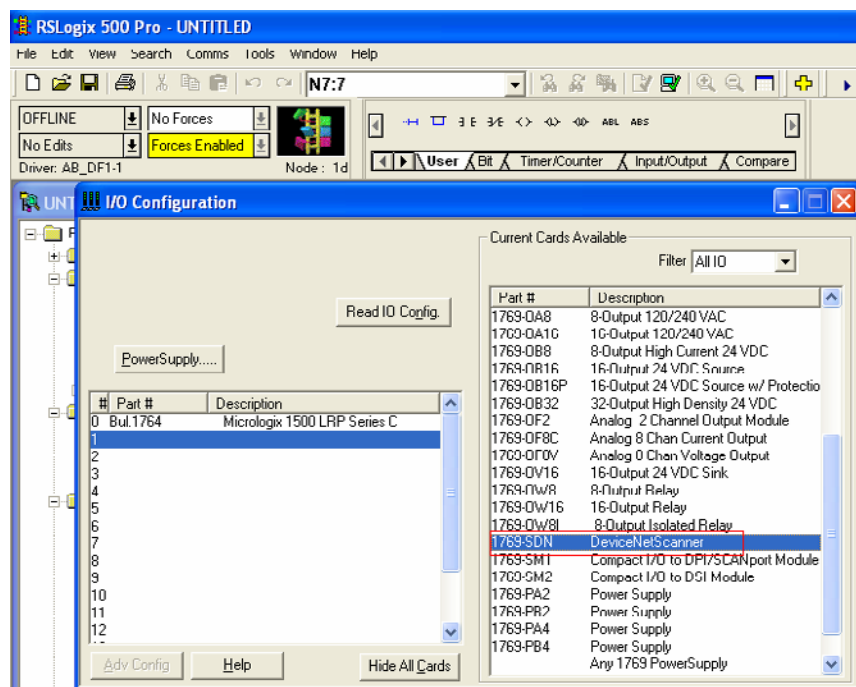 RSLogix 500 Pro - UNTITLED
File Edit View Search Comms Tools Window Help
N7:7
OFFLINE No Forces
No Edits Forces Enabled
Driver: AB_DF1-1 Node : 1d
ABL ABS
User Bit Timer/Counter Input/Output Compare
UNT
I/O Configuration
F
Current Cards Available
Filter All IO
Read IO Config.
PowerSupply.....
# Part # Description
0 Bul.1764 Micrologix 1500 LRP Series C
1
2
3
4
5
6
7
8
9
10
11
12
Adv Config Help Hide All Cards
Part # Description
1769-OA8 8-Output 120/240 VAC
1769-OA16 16-Output 120/240 VAC
1769-OB8 8-Output High Current 24 VDC
1769-OB16 16-Output 24 VDC Source
1769-OB16P 16-Output 24 VDC Source w/ Protectio
1769-OB32 32-Output High Density 24 VDC
1769-OF2 Analog 2 Channel Output Module
1769-OF8C Analog 8 Chan Current Output
1769-OF8V Analog 8 Chan Voltage Output
1769-OV16 16-Output 24 VDC Sink
1769-OW8 8-Output Relay
1769-OW16 16-Output Relay
1769-OW8I 8-Output Isolated Relay
1769-SDN DeviceNetScanner
1769-SM1 Compact I/O to DPI/SCANport Module
1769-SM2 Compact I/O to DSI Module
1769-PA2 Power Supply
1769-PB2 Power Supply
1769-PA4 Power Supply
1769-PB4 Power Supply
Any 1769 PowerSupply